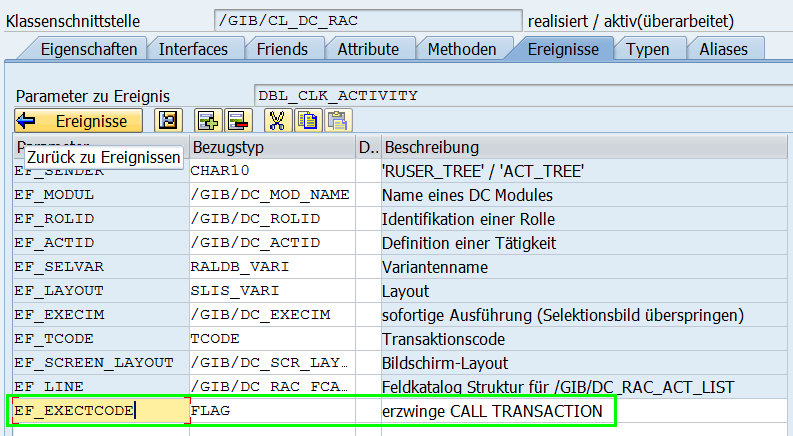 Klassenschnittstelle /GIB/CL_DC_RAC realisiert / aktiv(überarbeitet)
Eigenschaften Interfaces Friends Attribute Methoden Ereignisse Typen Aliases
Parameter zu Ereignis DBL_CLK_ACTIVITY
Ereignisse
Bezugstyp D.. Beschreibung
Zurück zu Ereignissen
EF_SENDER CHAR10 'RUSER_TREE' / 'ACT_TREE'
EF_MODUL /GIB/DC_MOD_NAME Name eines DC Modules
EF_ROLID /GIB/DC_ROLID Identifikation einer Rolle
EF_ACTID /GIB/DC_ACTID Definition einer Tätigkeit
EF_SELVAR RALDB_VARI Variantenname
EF_LAYOUT SLIS_VARI Layout
EF_EXECIM /GIB/DC_EXECIM sofortige Ausführung (Selektionsbild überspringen)
EF_TCODE TCODE Transaktionscode
EF_SCREEN_LAYOUT /GIB/DC_SCR_LAY… Bildschirm-Layout
EF_LINE /GIB/DC_RAC_FCA… Feldkatalog Struktur für /GIB/DC_RAC_ACT_LIST
EF_EXECTCODE FLAG erzwinge CALL TRANSACTION